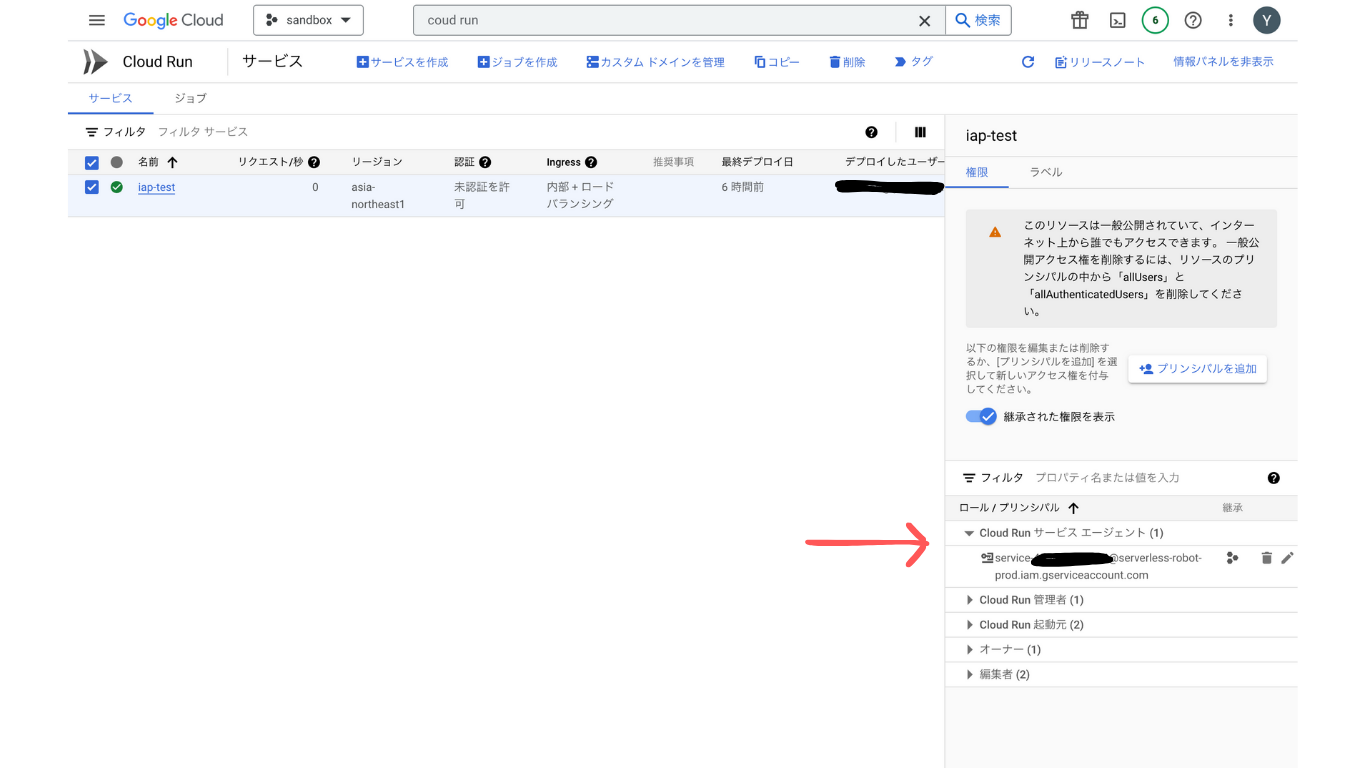 Google Cloud
sandbox
coud run
検索
6
Y
Cloud Run
サービス
サービスを作成
ジョブを作成
カスタム ドメインを管理
コピー
削除
タグ
リリースノート
情報パネルを非表示
サービス
ジョブ
フィルタ
フィルタ サービス
名前
リクエスト/秒
リージョン
認証
Ingress
推奨事項
最終デプロイ日
デプロイしたユーザー
iap-test
0
asia-
northeast1
未認証を許
可
内部 + ロード
バランシング
6 時間前
iap-test
権限
ラベル
このリソースは一般公開されていて、インター
ネット上から誰でもアクセスできます。 一般公
開アクセス権を削除するには、リソースのプリ
ンシパルの中から「allUsers」と
「allAuthenticatedUsers」を削除してくださ
い。
以下の権限を編集または削除す
るか、[プリンシパルを追加] を選
択して新しいアクセス権を付与
してください。
プリンシパルを追加
継承された権限を表示
フィルタ
プロパティ名または値を入力
ロール / プリンシパル
継承
Cloud Run サービス エージェント (1)
service-
@serverless-robot-
prod.iam.gserviceaccount.com
Cloud Run 管理者 (1)
Cloud Run 起動元 (2)
オーナー (1)
編集者 (2)